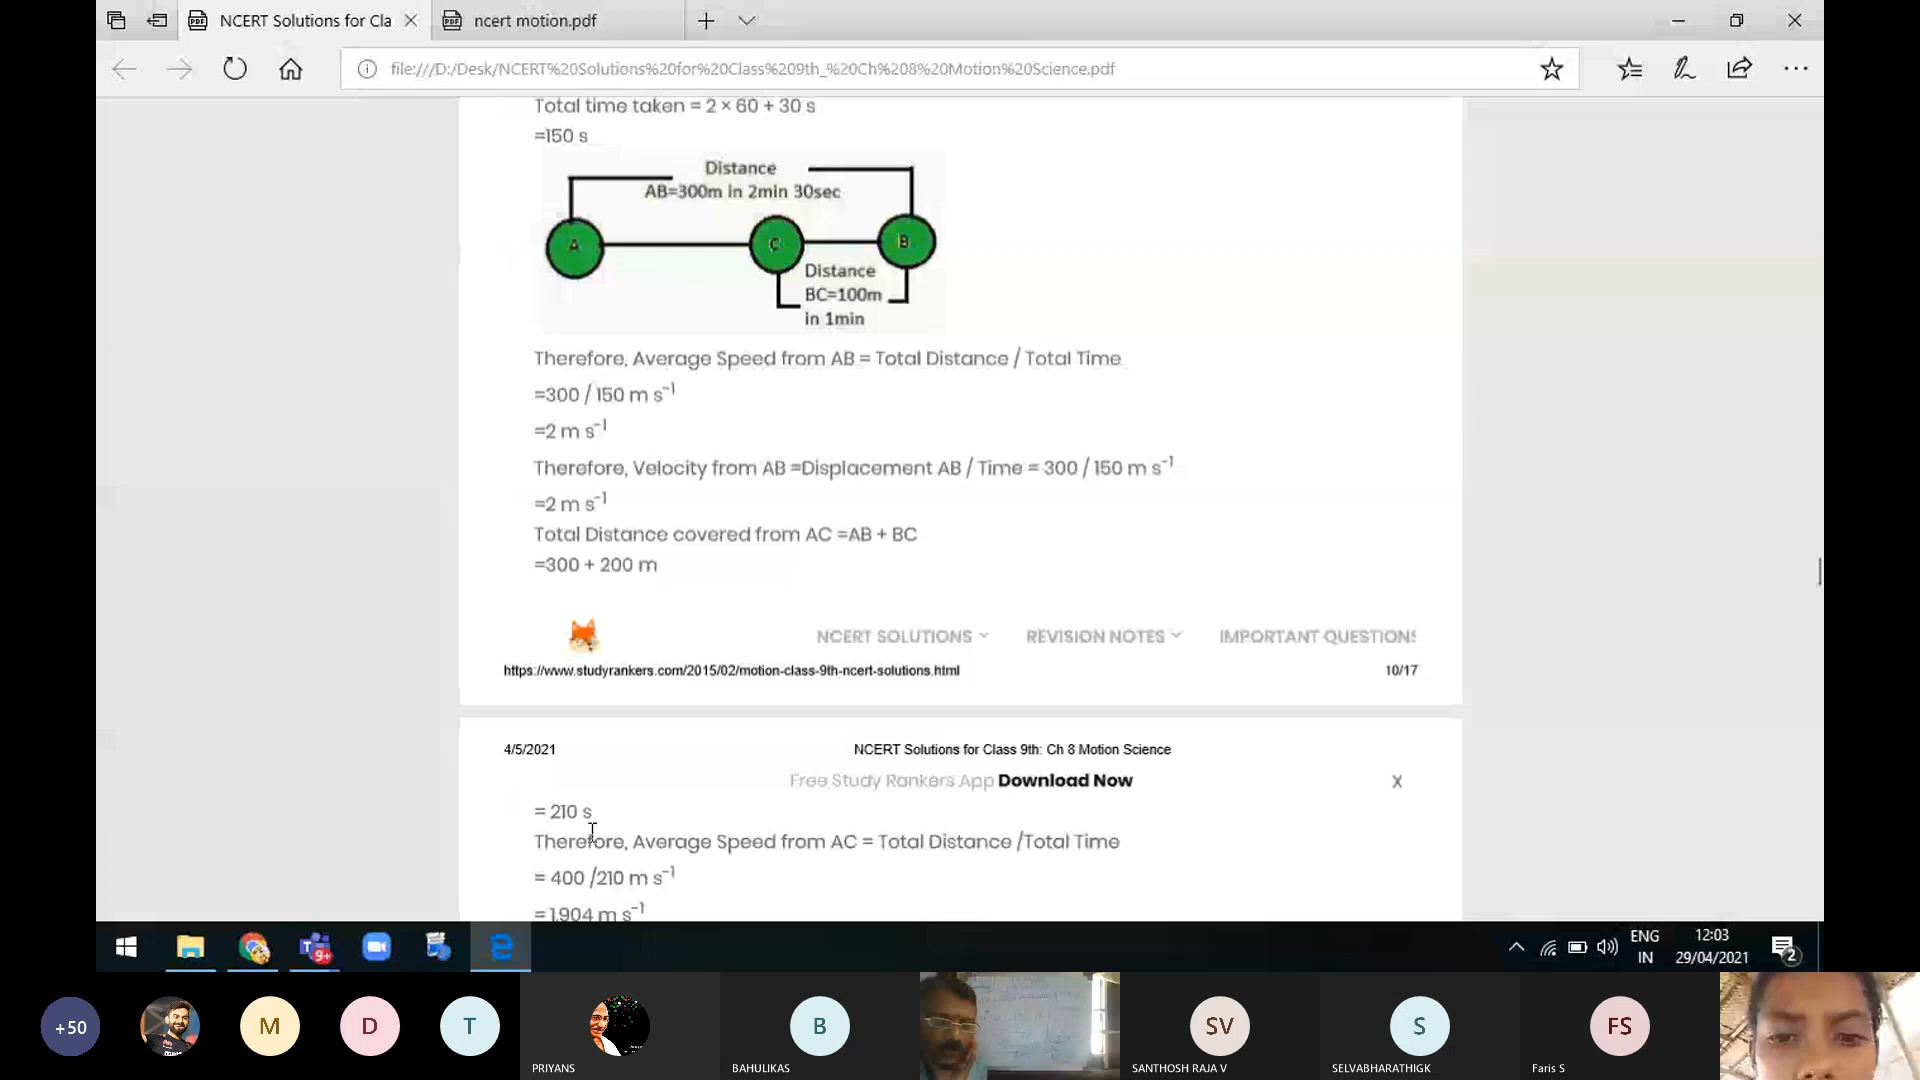 NCERT Solutions for Cla
ncert motion.pdf
file:///D:/Desk/NCERT%20Solutions%20for%20Class%209th_%20Ch%208%20Motion%20Science.pdf
Total time taken = 2 × 60 + 30 s
=150 s
Distance
AB=300m in 2min 30sec
A
C
B
Distance
BC=100m
in 1min
Therefore, Average Speed from AB = Total Distance / Total Time
=300 / 150 m s⁻¹
=2 m s⁻¹
Therefore, Velocity from AB =Displacement AB / Time = 300 / 150 m s⁻¹
=2 m s⁻¹
Total Distance covered from AC =AB + BC
=300 + 200 m
NCERT SOLUTIONS
REVISION NOTES
IMPORTANT QUESTIONS
https://www.studyrankers.com/2015/02/motion-class-9th-ncert-solutions.html
10/17
4/5/2021
NCERT Solutions for Class 9th: Ch 8 Motion Science
Free Study Rankers App Download Now
X
= 210 s
Therefore, Average Speed from AC = Total Distance /Total Time
= 400 /210 m s⁻¹
= 1.904 m s⁻¹
T
9+
ENG
IN
12:03
29/04/2021
2
+50
M
D
T
PRIYANS
B
BAHULIKAS
SV
SANTHOSH RAJA V
S
SELVABHARATHIGK
FS
Faris S